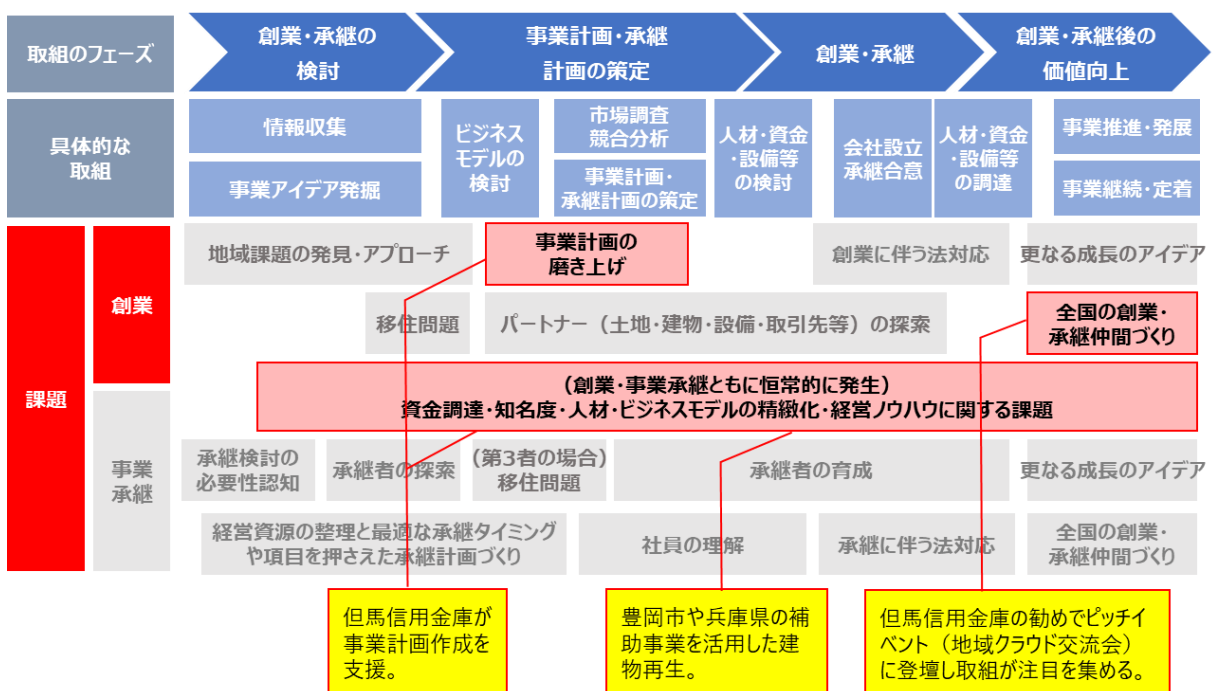 取組のフェーズ
創業・承継の
検討
事業計画・承継
計画の策定
創業・承継
創業・承継後の
価値向上
具体的な
取組
情報収集
事業アイデア発掘
ビジネス
モデルの
検討
市場調査
競合分析
事業計画・
承継計画の策定
人材・資金
・設備等
の検討
会社設立
承継合意
人材・資金
・設備等
の調達
事業推進・発展
事業継続・定着
課題
創業
地域課題の発見・アプローチ
事業計画の
磨き上げ
創業に伴う法対応
更なる成長のアイデア
移住問題
パートナー（土地・建物・設備・取引先等）の探索
全国の創業・
承継仲間づくり
(創業・事業承継ともに恒常的に発生)
資金調達・知名度・人材・ビジネスモデルの精緻化・経営ノウハウに関する課題
事業
承継
承継検討の
必要性認知
承継者の探索
(第3者の場合)
移住問題
承継者の育成
更なる成長のアイデア
経営資源の整理と最適な承継タイミング
や項目を押さえた承継計画づくり
社員の理解
承継に伴う法対応
全国の創業・
承継仲間づくり
但馬信用金庫が
事業計画作成を
支援。
豊岡市や兵庫県の補
助事業を活用した建
物再生。
但馬信用金庫の勧めでピッチイ
ベント（地域クラウド交流会）
に登壇し取組が注目を集める。